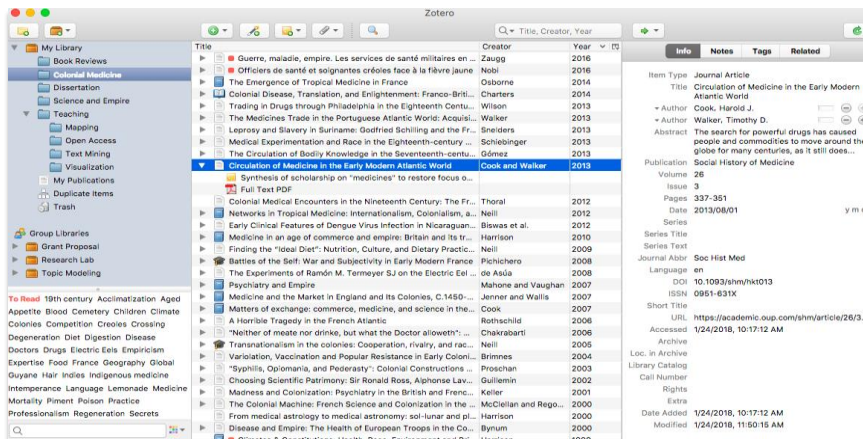 Zotero
Title, Creator, Year
My Library
Book Reviews
Colonial Medicine
Dissertation
Science and Empire
Teaching
Mapping
Open Access
Text Mining
Visualization
My Publications
Duplicate Items
Trash
Group Libraries
Grant Proposal
Research Lab
Topic Modeling
To Read 19th century Acclimatization Aged
Appetite Blood Cemetery Children Climate
Colonies Competition Creoles Crossing
Degeneration Diet Digestion Disease
Doctors Drugs Electric Eels Empiricism
Expertise Food France Geography Global
Guyane Hair Indies Indigenous medicine
Intemperance Language Lemonade Medicine
Mortality Piment Poison Practice
Professionalism Regeneration Secrets
Title Creator Year
Guerre, maladie, empire. Les services de santé militaires en ... Zaugg 2016
Officiers de santé et soignantes créoles face à la fièvre jaune Nobi 2016
The Emergence of Tropical Medicine in France Osborne 2014
Colonial Disease, Translation, and Enlightenment: Franco-Briti... Charters 2014
Trading in Drugs through Philadelphia in the Eighteenth Centu... Wilson 2013
The Medicines Trade in the Portuguese Atlantic World: Acquisi... Walker 2013
Leprosy and Slavery in Suriname: Godfried Schilling and the Fr... Snelders 2013
Medical Experimentation and Race in the Eighteenth-century ... Schiebinger 2013
The Circulation of Bodily Knowledge in the Seventeenth-centu... Gómez 2013
Circulation of Medicine in the Early Modern Atlantic World Cook and Walker 2013
Synthesis of scholarship on "medicines" to restore focus o...
Full Text PDF
Colonial Medical Encounters in the Nineteenth Century: The Fr... Thoral 2012
Networks in Tropical Medicine: Internationalism, Colonialism, a... Neill 2012
Early Clinical Features of Dengue Virus Infection in Nicaraguan... Biswas et al. 2012
Medicine in an age of commerce and empire: Britain and its tr... Harrison 2010
Finding the "Ideal Diet": Nutrition, Culture, and Dietary Practic... Neill 2009
Battles of the Self: War and Subjectivity in Early Modern France Pichichero 2008
The Experiments of Ramón M. Termeyer SJ on the Electric Eel ... de Asúa 2008
Psychiatry and Empire Mahone and Vaughan 2007
Medicine and the Market in England and Its Colonies, C.1450-... Jenner and Wallis 2007
Matters of exchange: commerce, medicine, and science in the... Cook 2007
A Horrible Tragedy in the French Atlantic Rothschild 2006
"Neither of meate nor drinke, but what the Doctor alloweth": ... Chakrabarti 2006
Transnationalism in the colonies: Cooperation, rivalry, and rac... Neill 2005
Variolation, Vaccination and Popular Resistance in Early Coloni... Brimnes 2004
"Syphilis, Opiomania, and Pederasty": Colonial Constructions ... Proschan 2003
Choosing Scientific Patrimony: Sir Ronald Ross, Alphonse Lav... Guillemin 2002
Madness and Colonization: Psychiatry in the British and Frenc... Keller 2001
The Colonial Machine: French Science and Colonization in the ... McClellan and Rego... 2000
From medical astrology to medical astronomy: sol-lunar and pl... Harrison 2000
Disease and Empire: The Health of European Troops in the Co... Bynum 2000
Info Notes Tags Related
Item Type Journal Article
Title Circulation of Medicine in the Early Modern
Atlantic World
Author Cook, Harold J.
Author Walker, Timothy D.
Abstract The search for powerful drugs has caused
people and commodities to move around the
globe for many centuries, as it still does...
Publication Social History of Medicine
Volume 26
Issue 3
Pages 337-351
Date 2013/08/01 y m
Series
Series Title
Series Text
Journal Abbr Soc Hist Med
Language en
DOI 10.1093/shm/hkt013
ISSN 0951-631X
Short Title
URL https://academic.oup.com/shm/article/26/3.
Accessed 1/24/2018, 10:17:12 AM
Archive
Loc. in Archive
Library Catalog
Call Number
Rights
Extra
Date Added 1/24/2018, 10:17:12 AM
Modified 1/24/2018, 11:50:15 AM